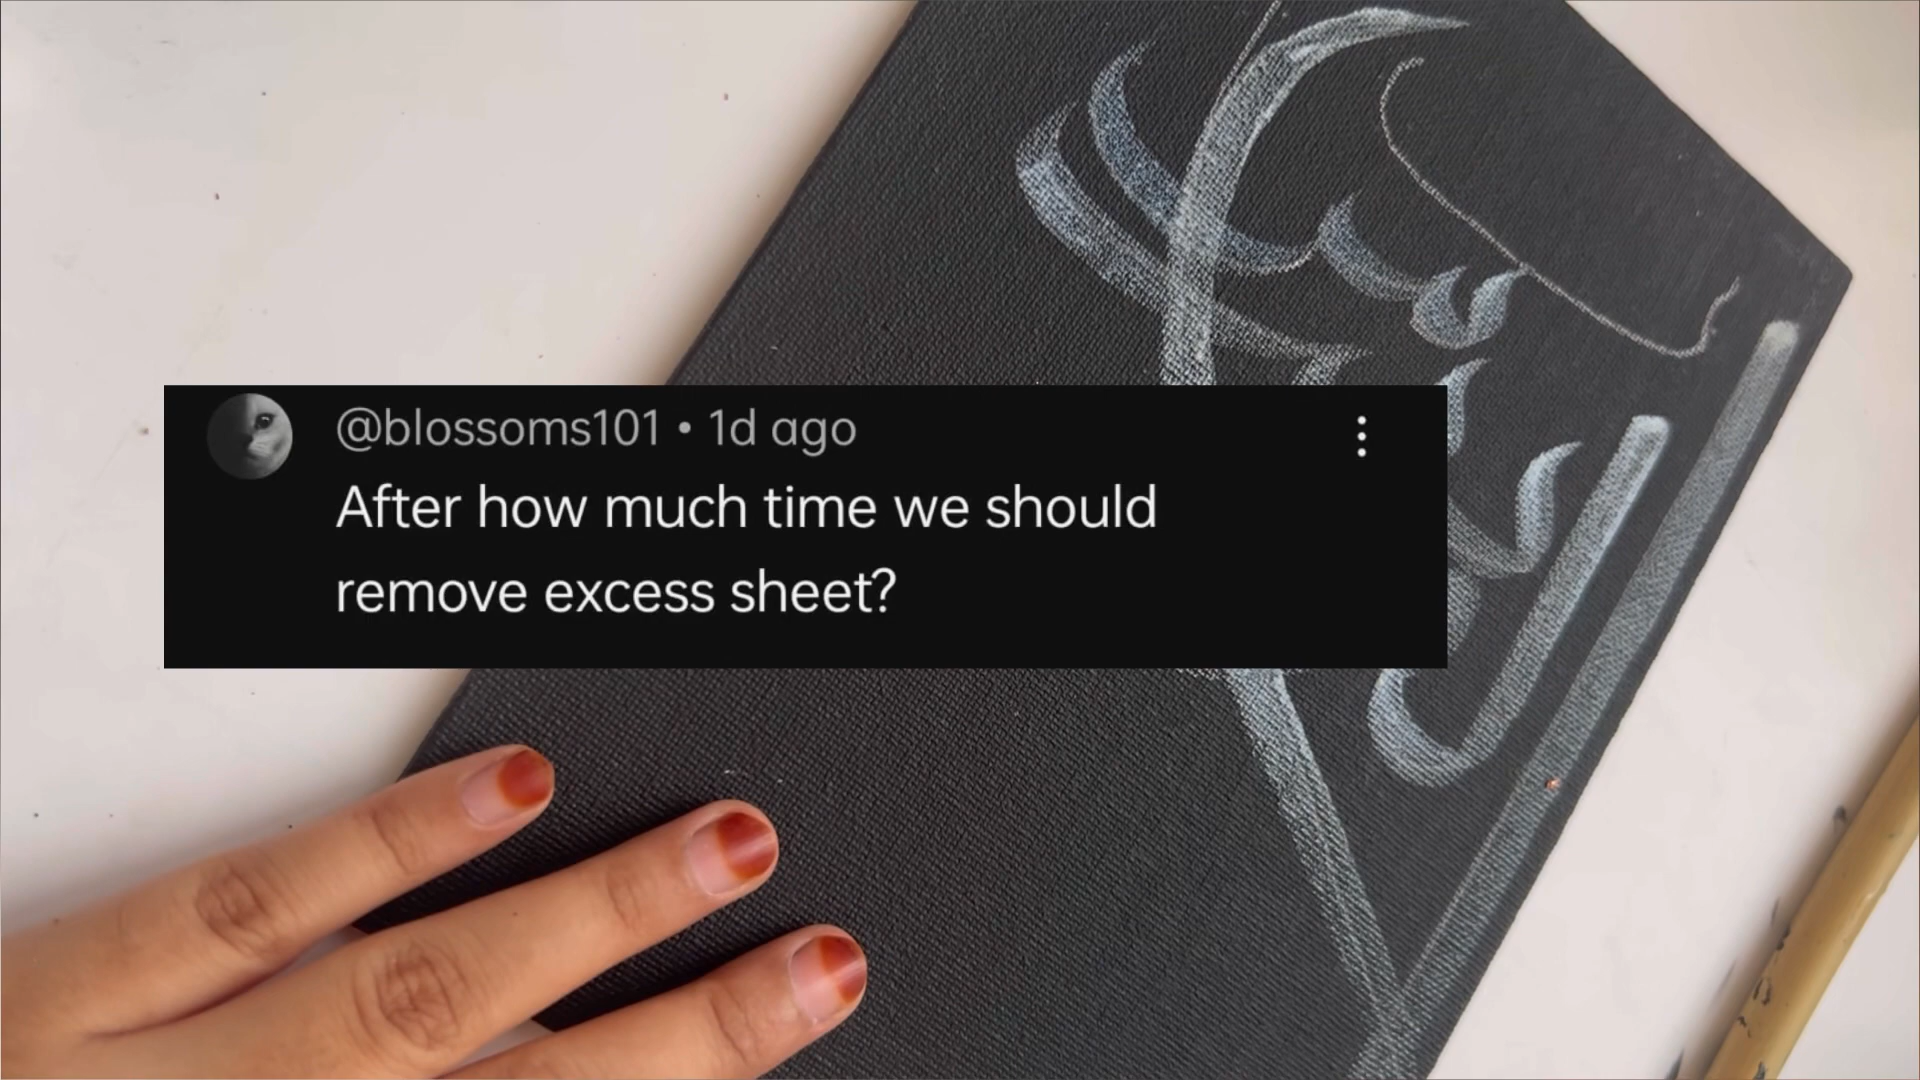 @blossoms101 • 1d ago
After how much time we should
remove excess sheet?